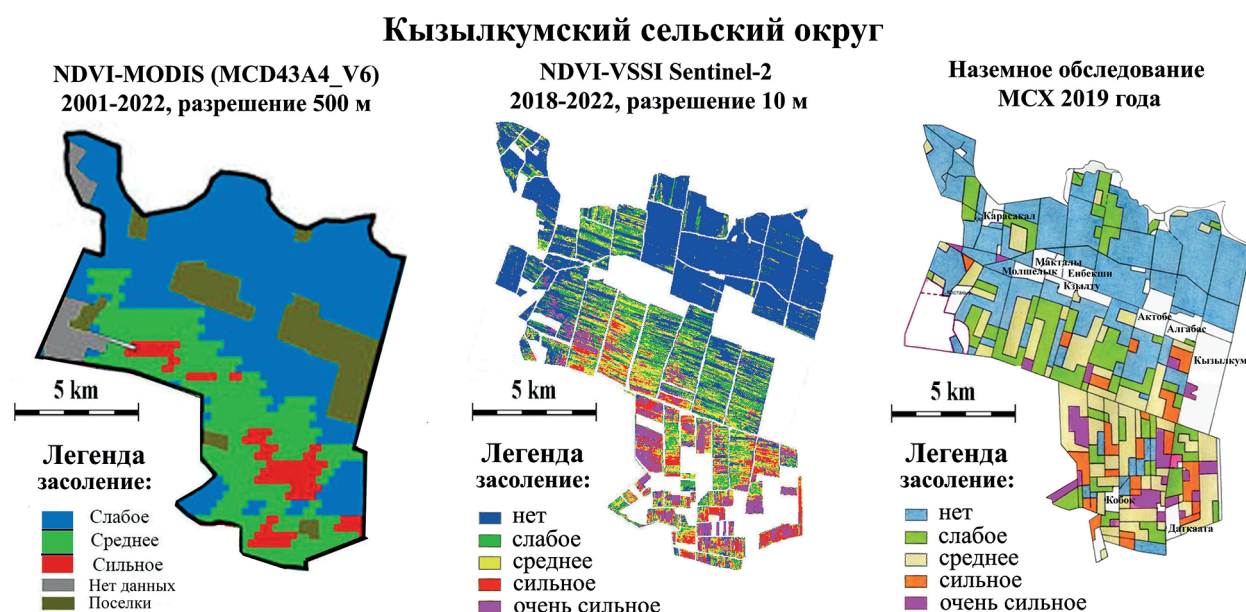 Кызылкумский сельский округ
NDVI-MODIS (MCD43A4_V6)
2001-2022, разрешение 500 м
5 km
Легенда
засоление:
Слабое
Среднее
Сильное
Нет данных
Поселки
NDVI-VSSI Sentinel-2
2018-2022, разрешение 10 м
5 km
Легенда
засоление:
нет
слабое
среднее
сильное
очень сильное
Наземное обследование
МСХ 2019 года
Карасакал
Макталы
Молшелык
Енбекши
Кзылту
Актобе
Алгабас
Кызылкум
5 km
Кобок
Даткаата
Легенда
засоление:
нет
слабое
среднее
сильное
очень сильное